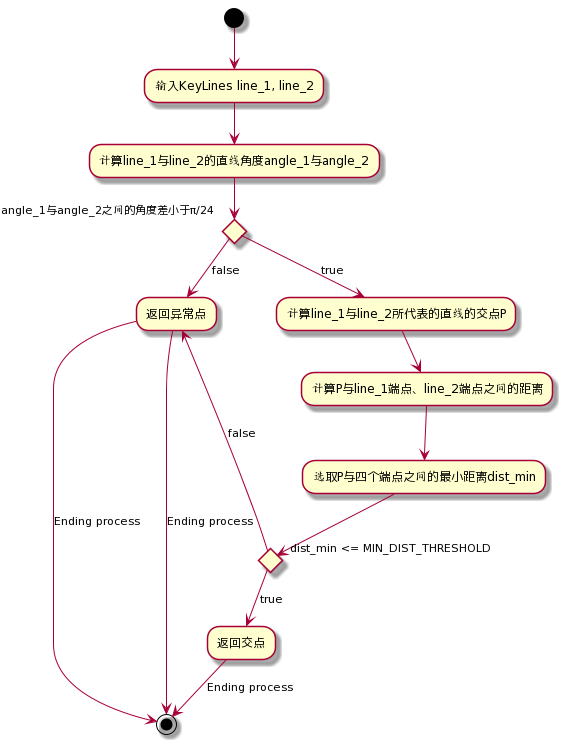 输入KeyLines line_1, line_2
计算line_1与line_2的直线角度angle_1与angle_2
angle_1与angle_2之间的角度差小于π/24
false
true
返回异常点
计算line_1与line_2所代表的直线的交点P
计算P与line_1端点、line_2端点之间的距离
false
选取P与四个端点之间的最小距离dist_min
Ending process
Ending process
dist_min <= MIN_DIST_THRESHOLD
true
返回交点
Ending process